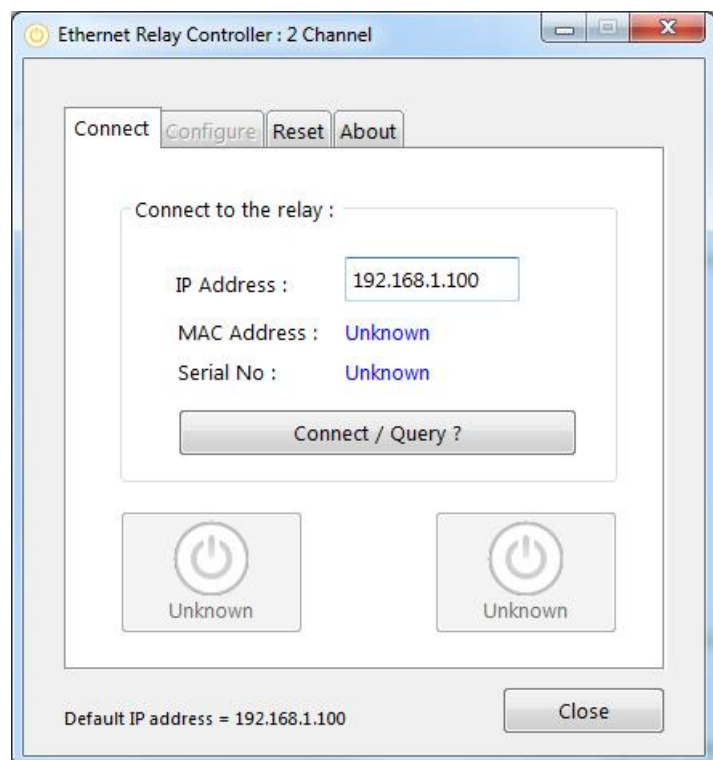 Ethernet Relay Controller : 2 Channel
Connect Configure Reset About
Connect to the relay :
IP Address : 192.168.1.100
MAC Address : Unknown
Serial No : Unknown
Connect / Query ?
Unknown Unknown
Default IP address = 192.168.1.100 Close